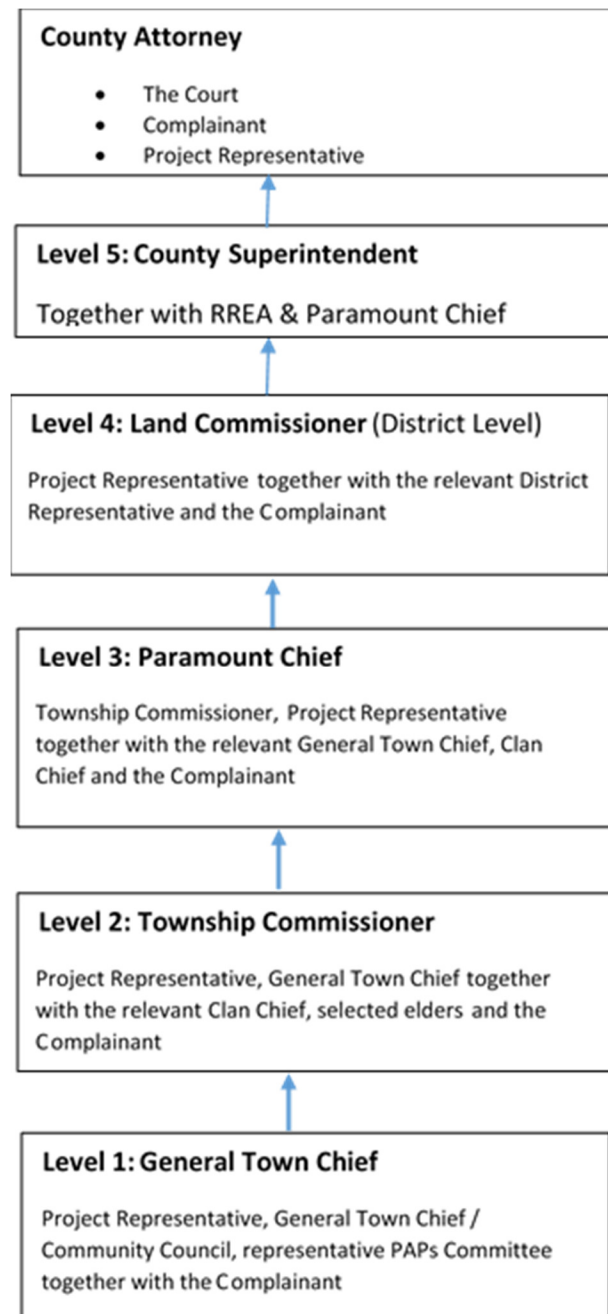 County Attorney
• The Court
• Complainant
• Project Representative
Level 5: County Superintendent
Together with RREA & Paramount Chief
Level 4: Land Commissioner (District Level)
Project Representative together with the relevant District
Representative and the Complainant
Level 3: Paramount Chief
Township Commissioner, Project Representative
together with the relevant General Town Chief, Clan
Chief and the Complainant
Level 2: Township Commissioner
Project Representative, General Town Chief together
with the relevant Clan Chief, selected elders and the
Complainant
Level 1: General Town Chief
Project Representative, General Town Chief /
Community Council, representative PAPs Committee
together with the Complainant